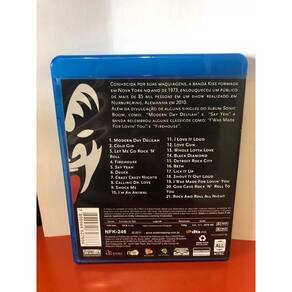 CONHECIDA POR SUAS MAQUIAGENS, A BANDA KISS FORMADA
EM NOVA YORK NO ANO DE 1973, ENLOUQUECEU UM PÚBLICO
DE MAIS DE 85 MIL PESSOAS EM UM SHOW REALIZADO EM
NURBURGRING, ALEMANHA EM 2010.
ALÉM DA DIVULGAÇÃO DE ALGUNS SINGLES DO ALBUM SONIC
BOOM, COMO: "MODERN DAY DELILAH" E "SAY YEH" A
BANDA RELEMBROU ALGUNS CLÁSSICOS COMO: "I WAS MADE
FOR LOVIN' YOU" E "FIREHOUSE".
1. MODERN DAY DELILAH
2. COLD GIN
3. LET ME GO ROCK 'N'
ROLL
4. FIREHOUSE
5. SAY YEAH
6. DEUCE
7. CRAZY CRAZY NIGHTS
8. CALLING DR. LOVE
9. SHOCK ME
10. I'M AN ANIMAL
11. I LOVE IT LOUD
12. LOVE GUN
13. WHOLE LOTTA LOVE
14. BLACK DIAMOND
15. DETROIT ROCK CITY
16. BETH
17. LICK IT UP
18. SHOUT IT OUT LOUD
19. I WAS MADE FOR LOVIN' YOU
20. GOD GAVE ROCK 'N' ROLL TO
YOU
21. ROCK AND ROLL ALL NIGHT
NFK-246
© 2011
dts
ALL
NTSC